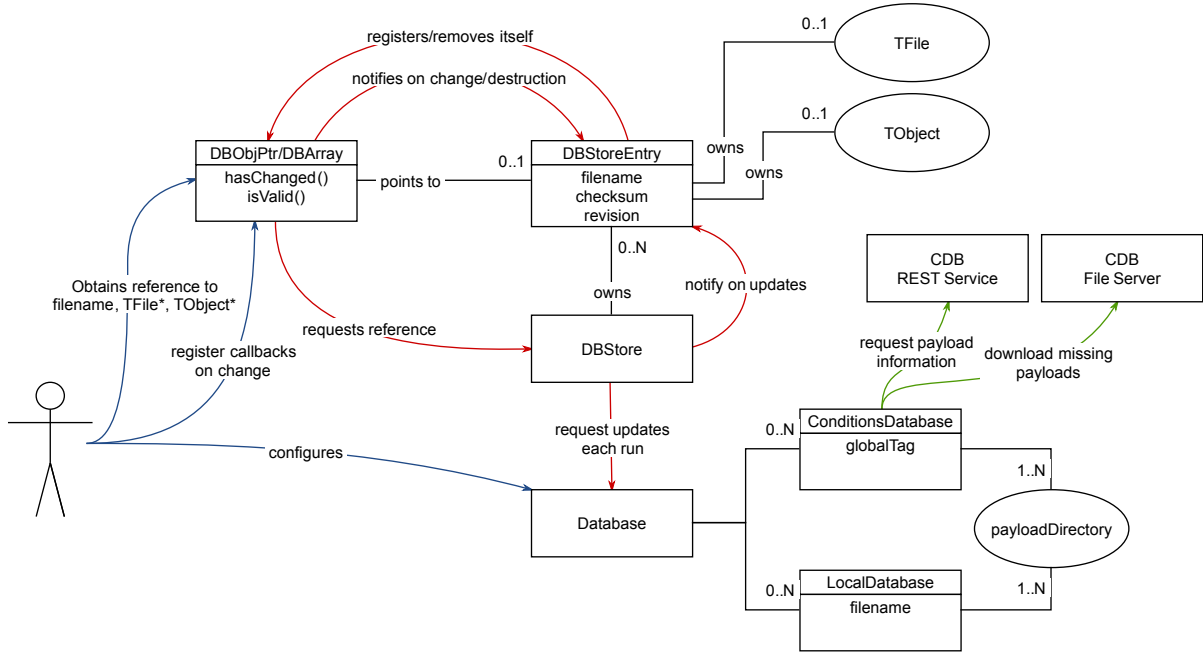 registers/removes itself
notifies on change/destruction
0..1
TFile
0..1
TObject
owns
owns
DBObjPtr/DBArray
hasChanged()
isValid()
points to
0..1
DBStoreEntry
filename
checksum
revision
0..N
owns
notify on updates
CDB
REST Service
CDB
File Server
Obtains reference to
filename, TFile*, TObject*
register callbacks
on change
requests reference
DBStore
request payload
information
download missing
payloads
request updates
each run
configures
Database
0..N
ConditionsDatabase
globalTag
1..N
payloadDirectory
0..N
LocalDatabase
filename
1..N